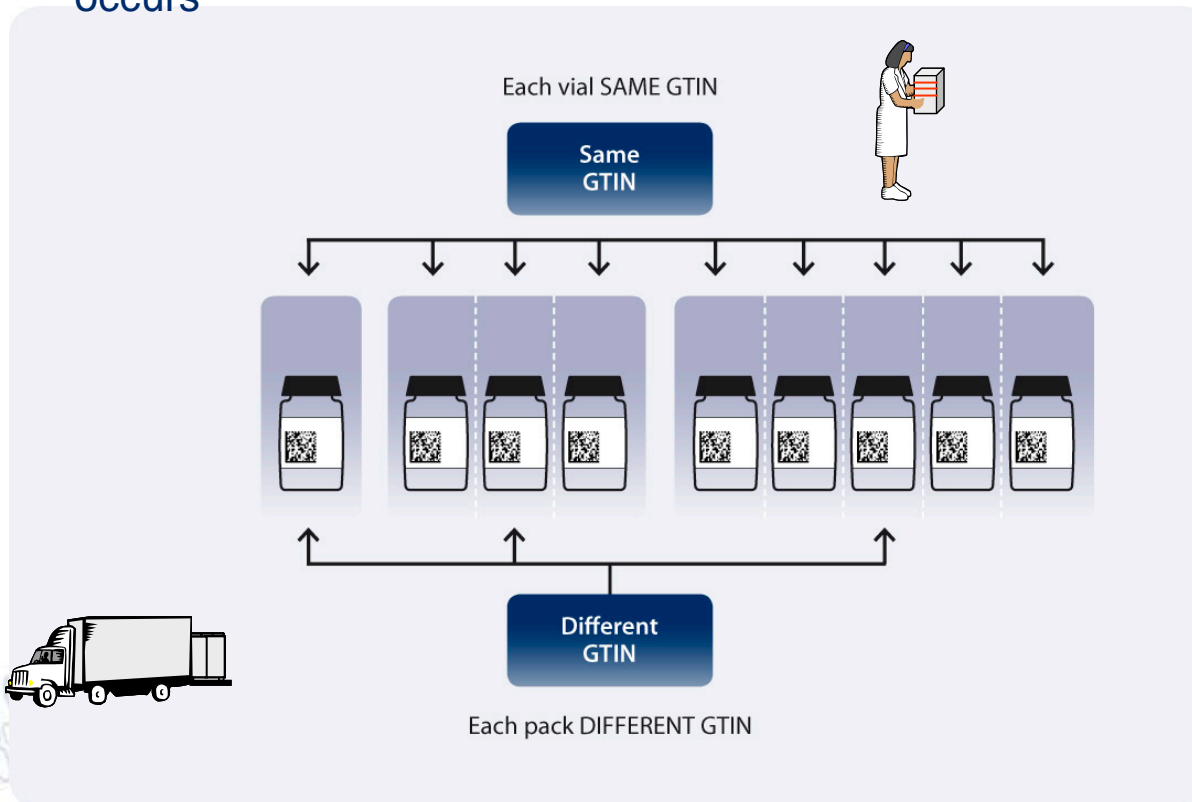 occurs
Each vial SAME GTIN
Same
GTIN
Different
GTIN
Each pack DIFFERENT GTIN